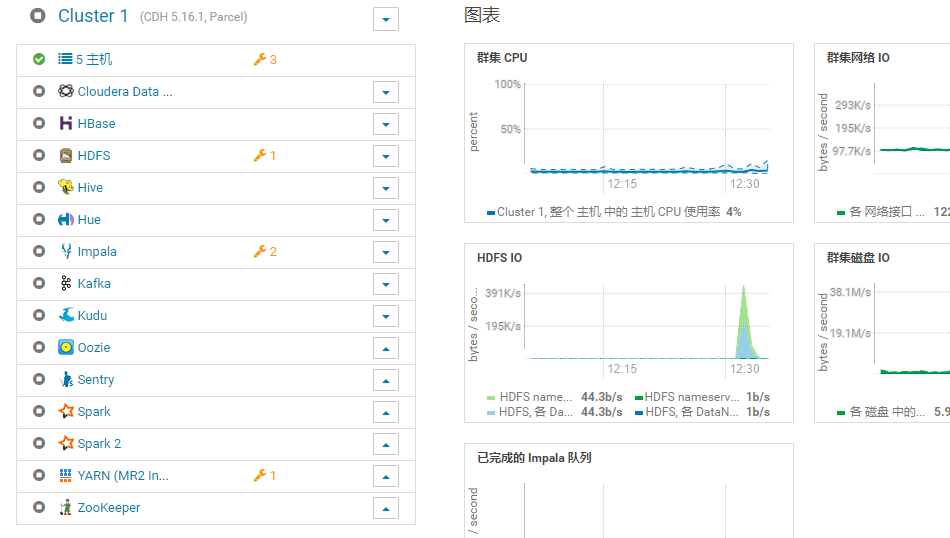 Cluster 1 (CDH 5.16.1, Parcel)
5 主机 3
Cloudera Data ...
HBase
HDFS 1
Hive
Hue
Impala 2
Kafka
Kudu
Oozie
Sentry
Spark
Spark 2
YARN (MR2 In... 1
ZooKeeper
图表
群集 CPU
percent
100%
50%
12:15 12:30
Cluster 1, 整个 主机 中的 主机 CPU 使用率 4%
群集网络 IO
bytes / second
293K/s
195K/s
97.7K/s
各 网络接口 ... 122
HDFS IO
bytes / seco...
391K/s
195K/s
12:15 12:30
HDFS name... 44.3b/s HDFS nameserv... 1b/s
HDFS, 各 Da... 44.3b/s HDFS, 各 DataN... 1b/s
群集磁盘 IO
bytes / second
38.1M/s
19.1M/s
各 磁盘 中的... 5.9
已完成的 Impala 队列
/ second